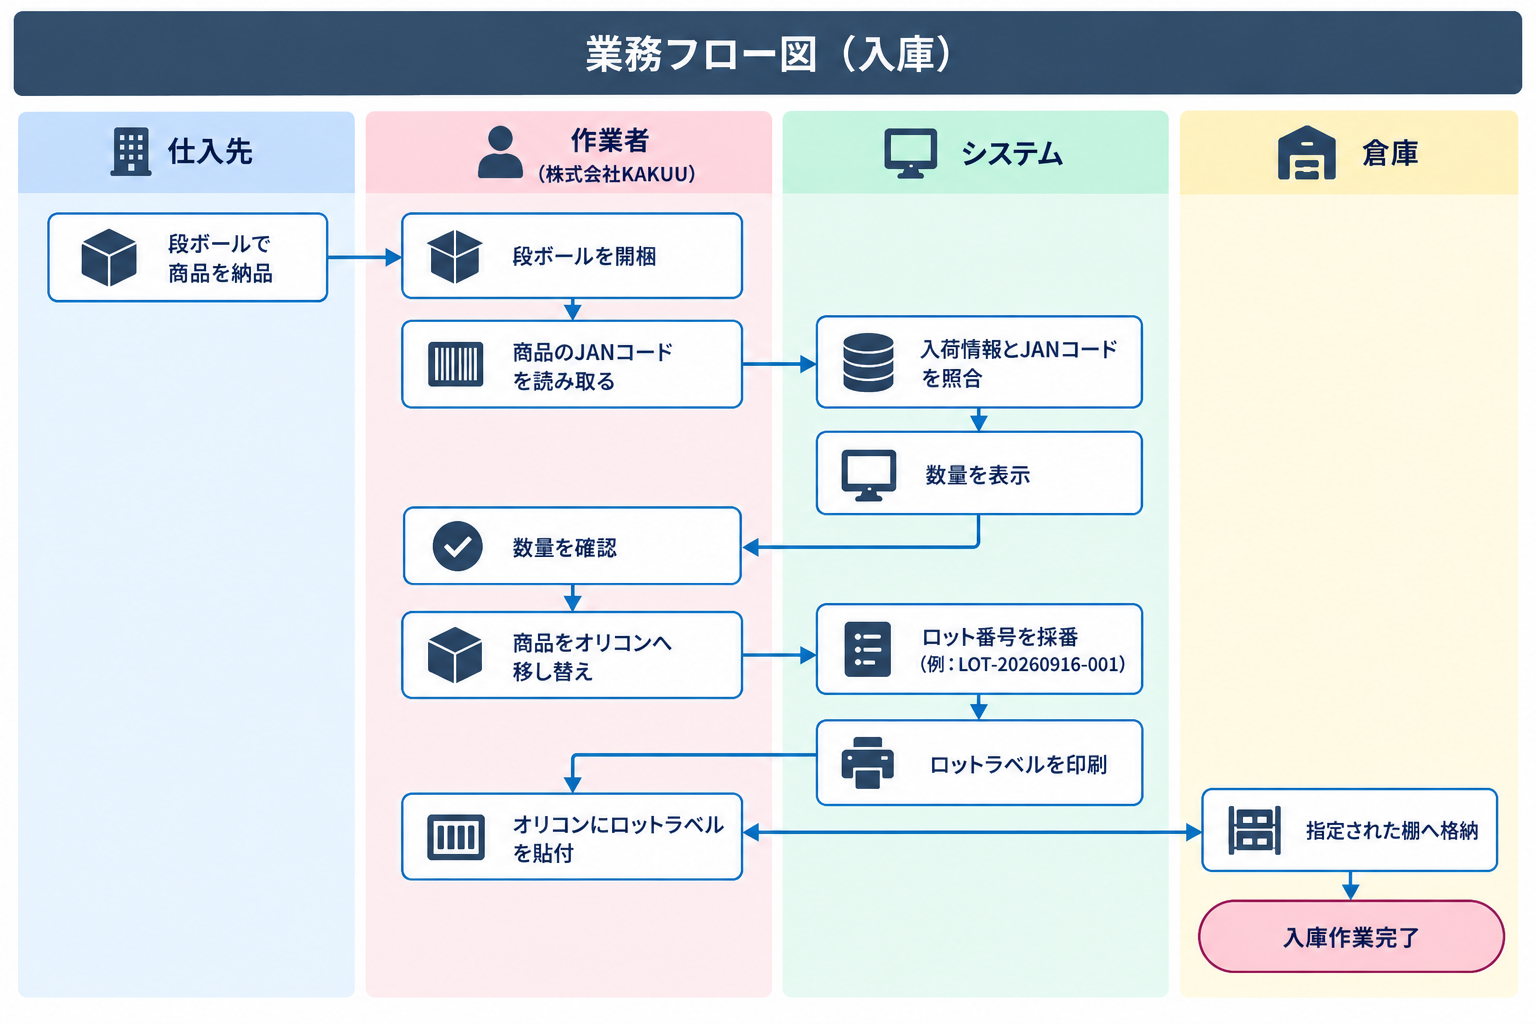 業務フロー図（入庫）
仕入先
作業者
（株式会社KAKUU）
システム
倉庫
段ボールで
商品を納品
段ボールを開梱
商品のJANコード
を読み取る
入荷情報とJANコード
を照合
数量を表示
数量を確認
商品をオリコンへ
移し替え
ロット番号を採番
（例：LOT-20260916-001）
ロットラベルを印刷
オリコンにロットラベル
を貼付
指定された棚へ格納
入庫作業完了